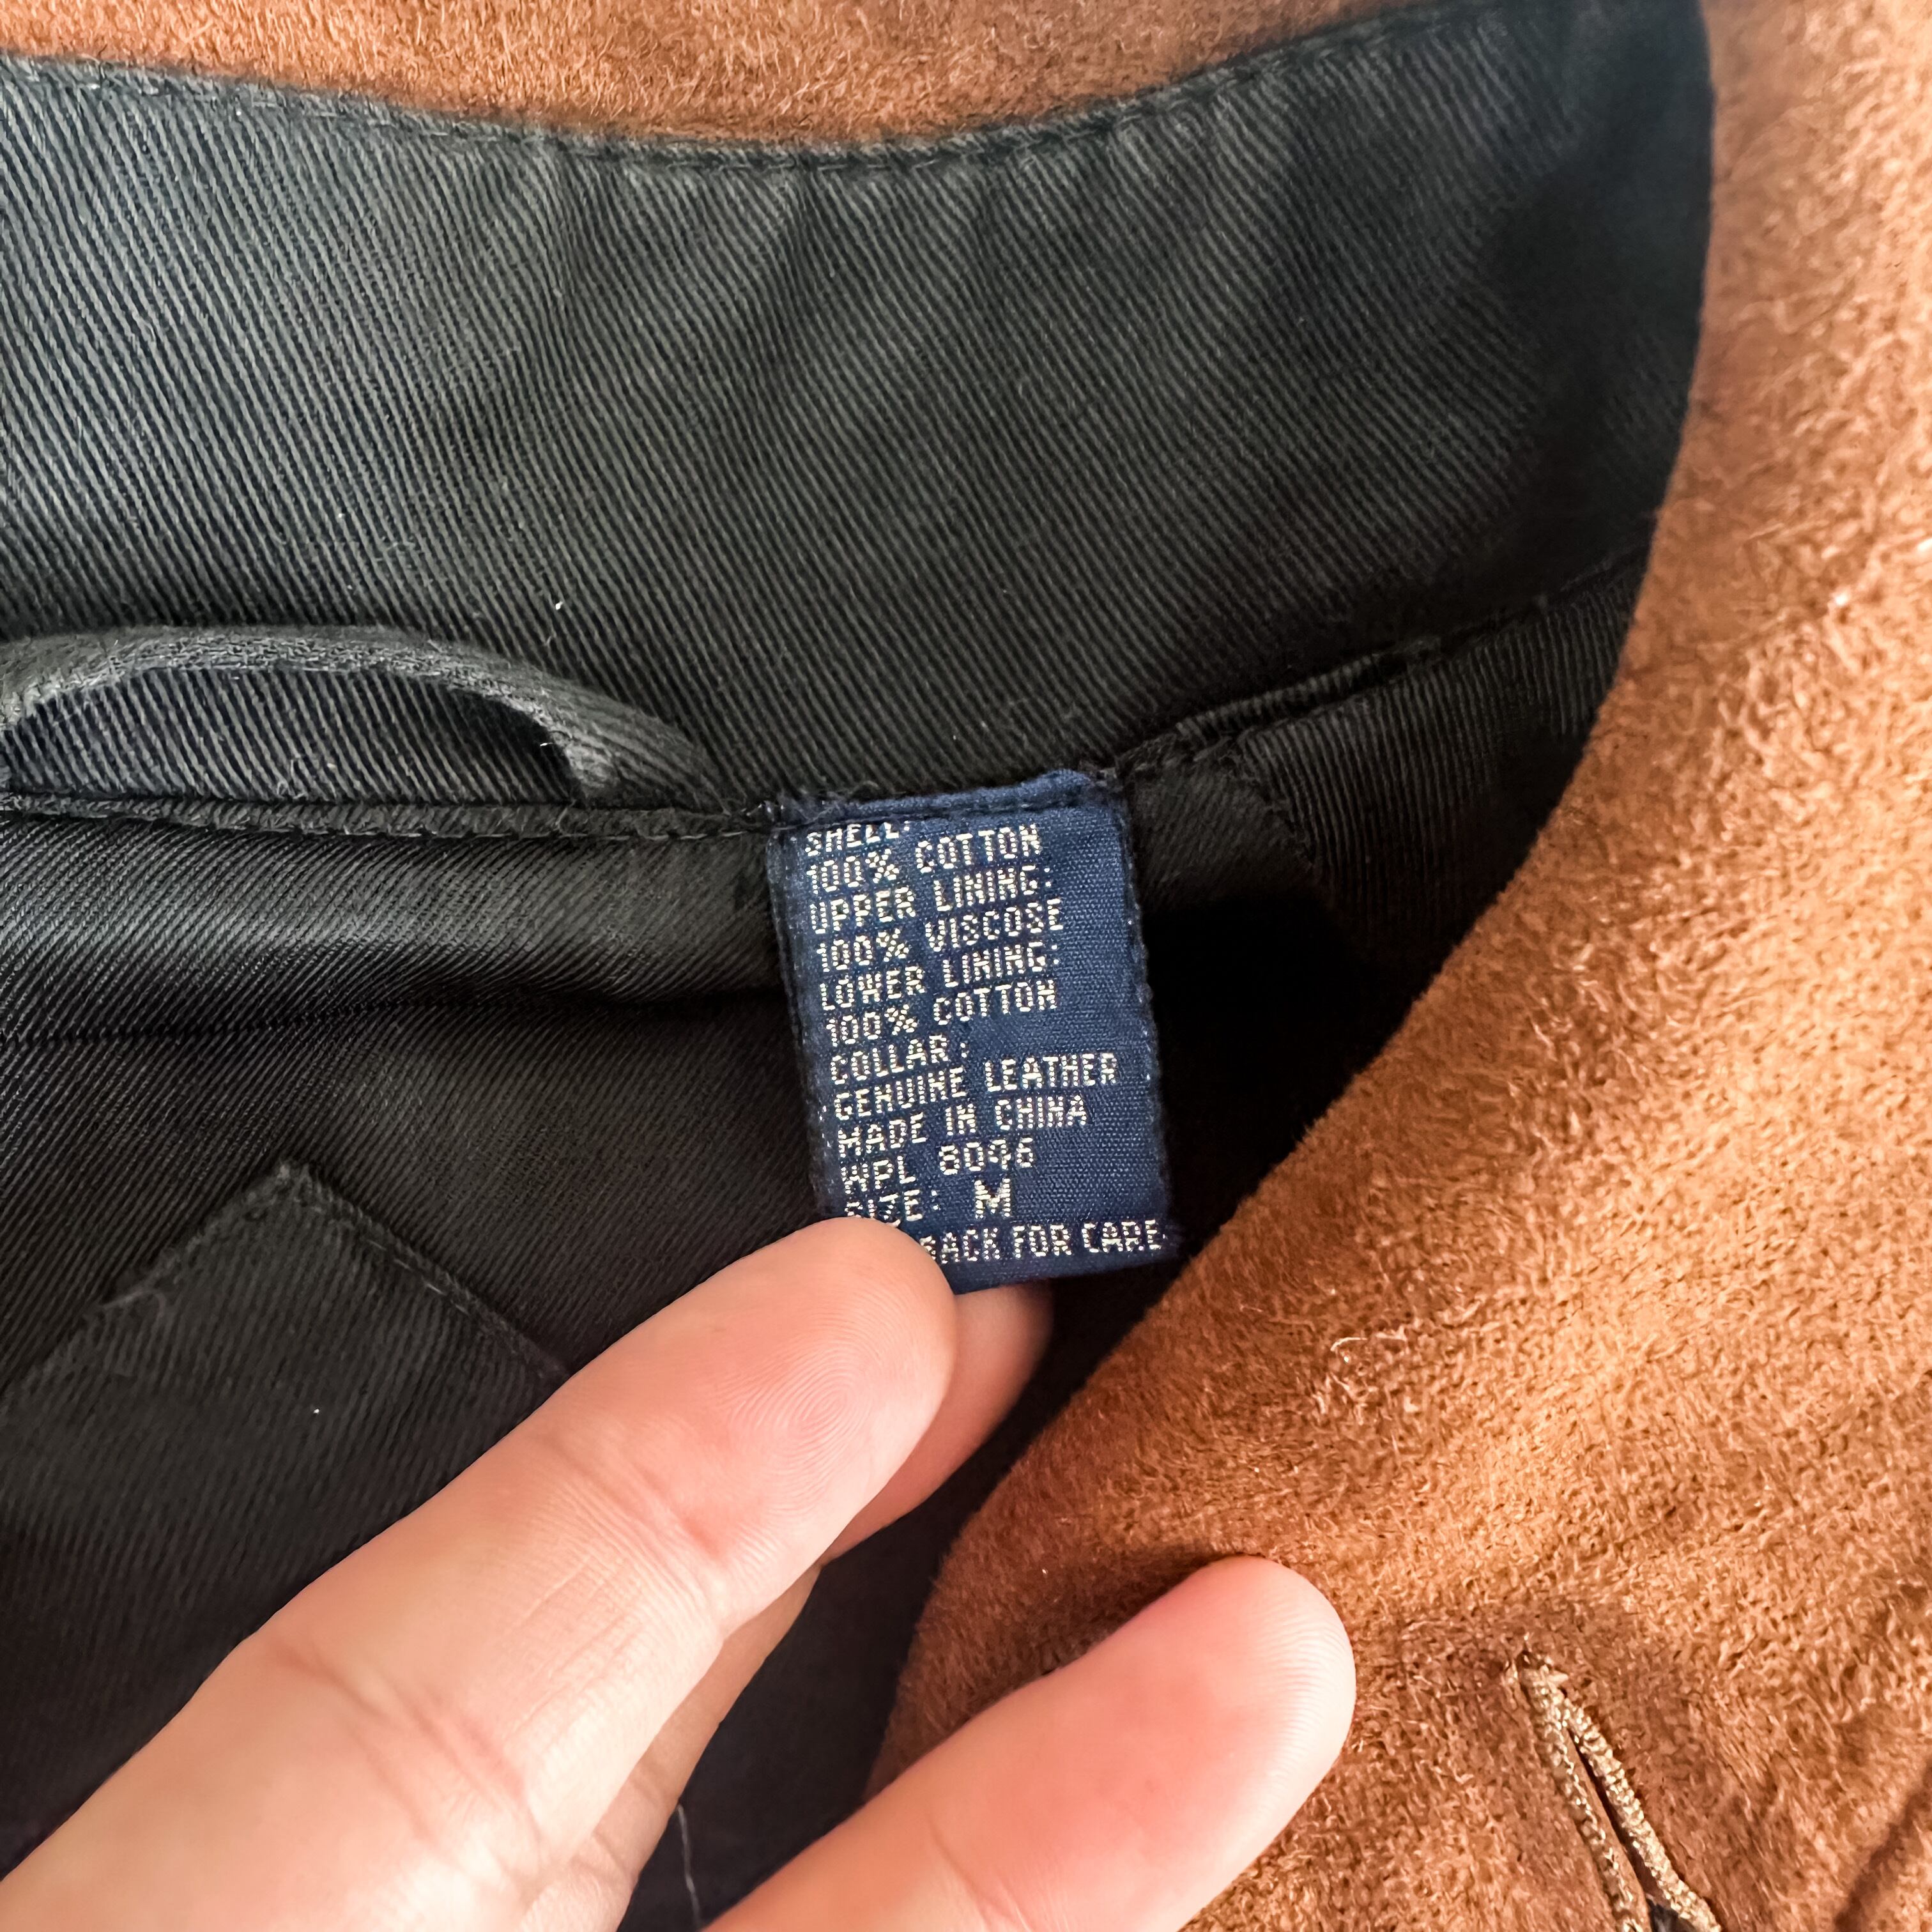 SHELL:
100% COTTON
UPPER LINING:
100% VISCOSE
LOWER LINING:
100% COTTON
COLLAR:
GENUINE LEATHER
MADE IN CHINA
WPL 8096
SIZE: M
BACK FOR CARE